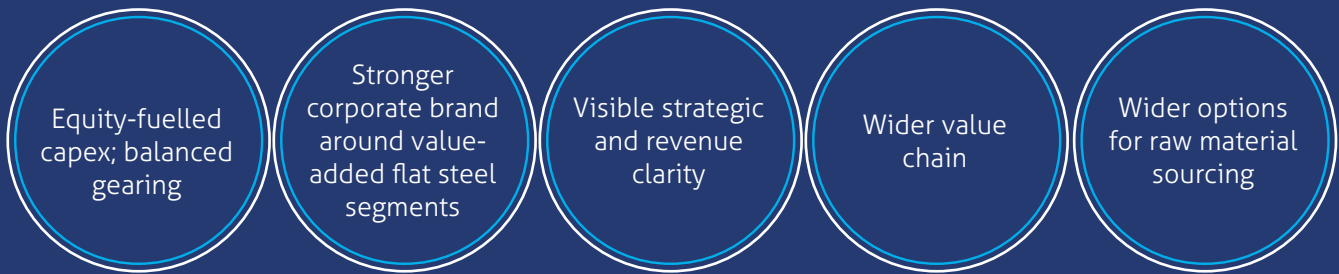 Equity-fuelled
capex; balanced
gearing
Stronger
corporate brand
around value-
added flat steel
segments
Visible strategic
and revenue
clarity
Wider value
chain
Wider options
for raw material
sourcing